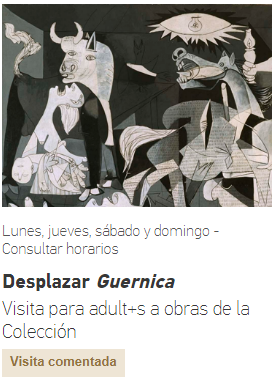 Lunes, jueves, sábado y domingo -
Consultar horarios
Desplazar Guernica
Visita para adult+s a obras de la
Colección
Visita comentada